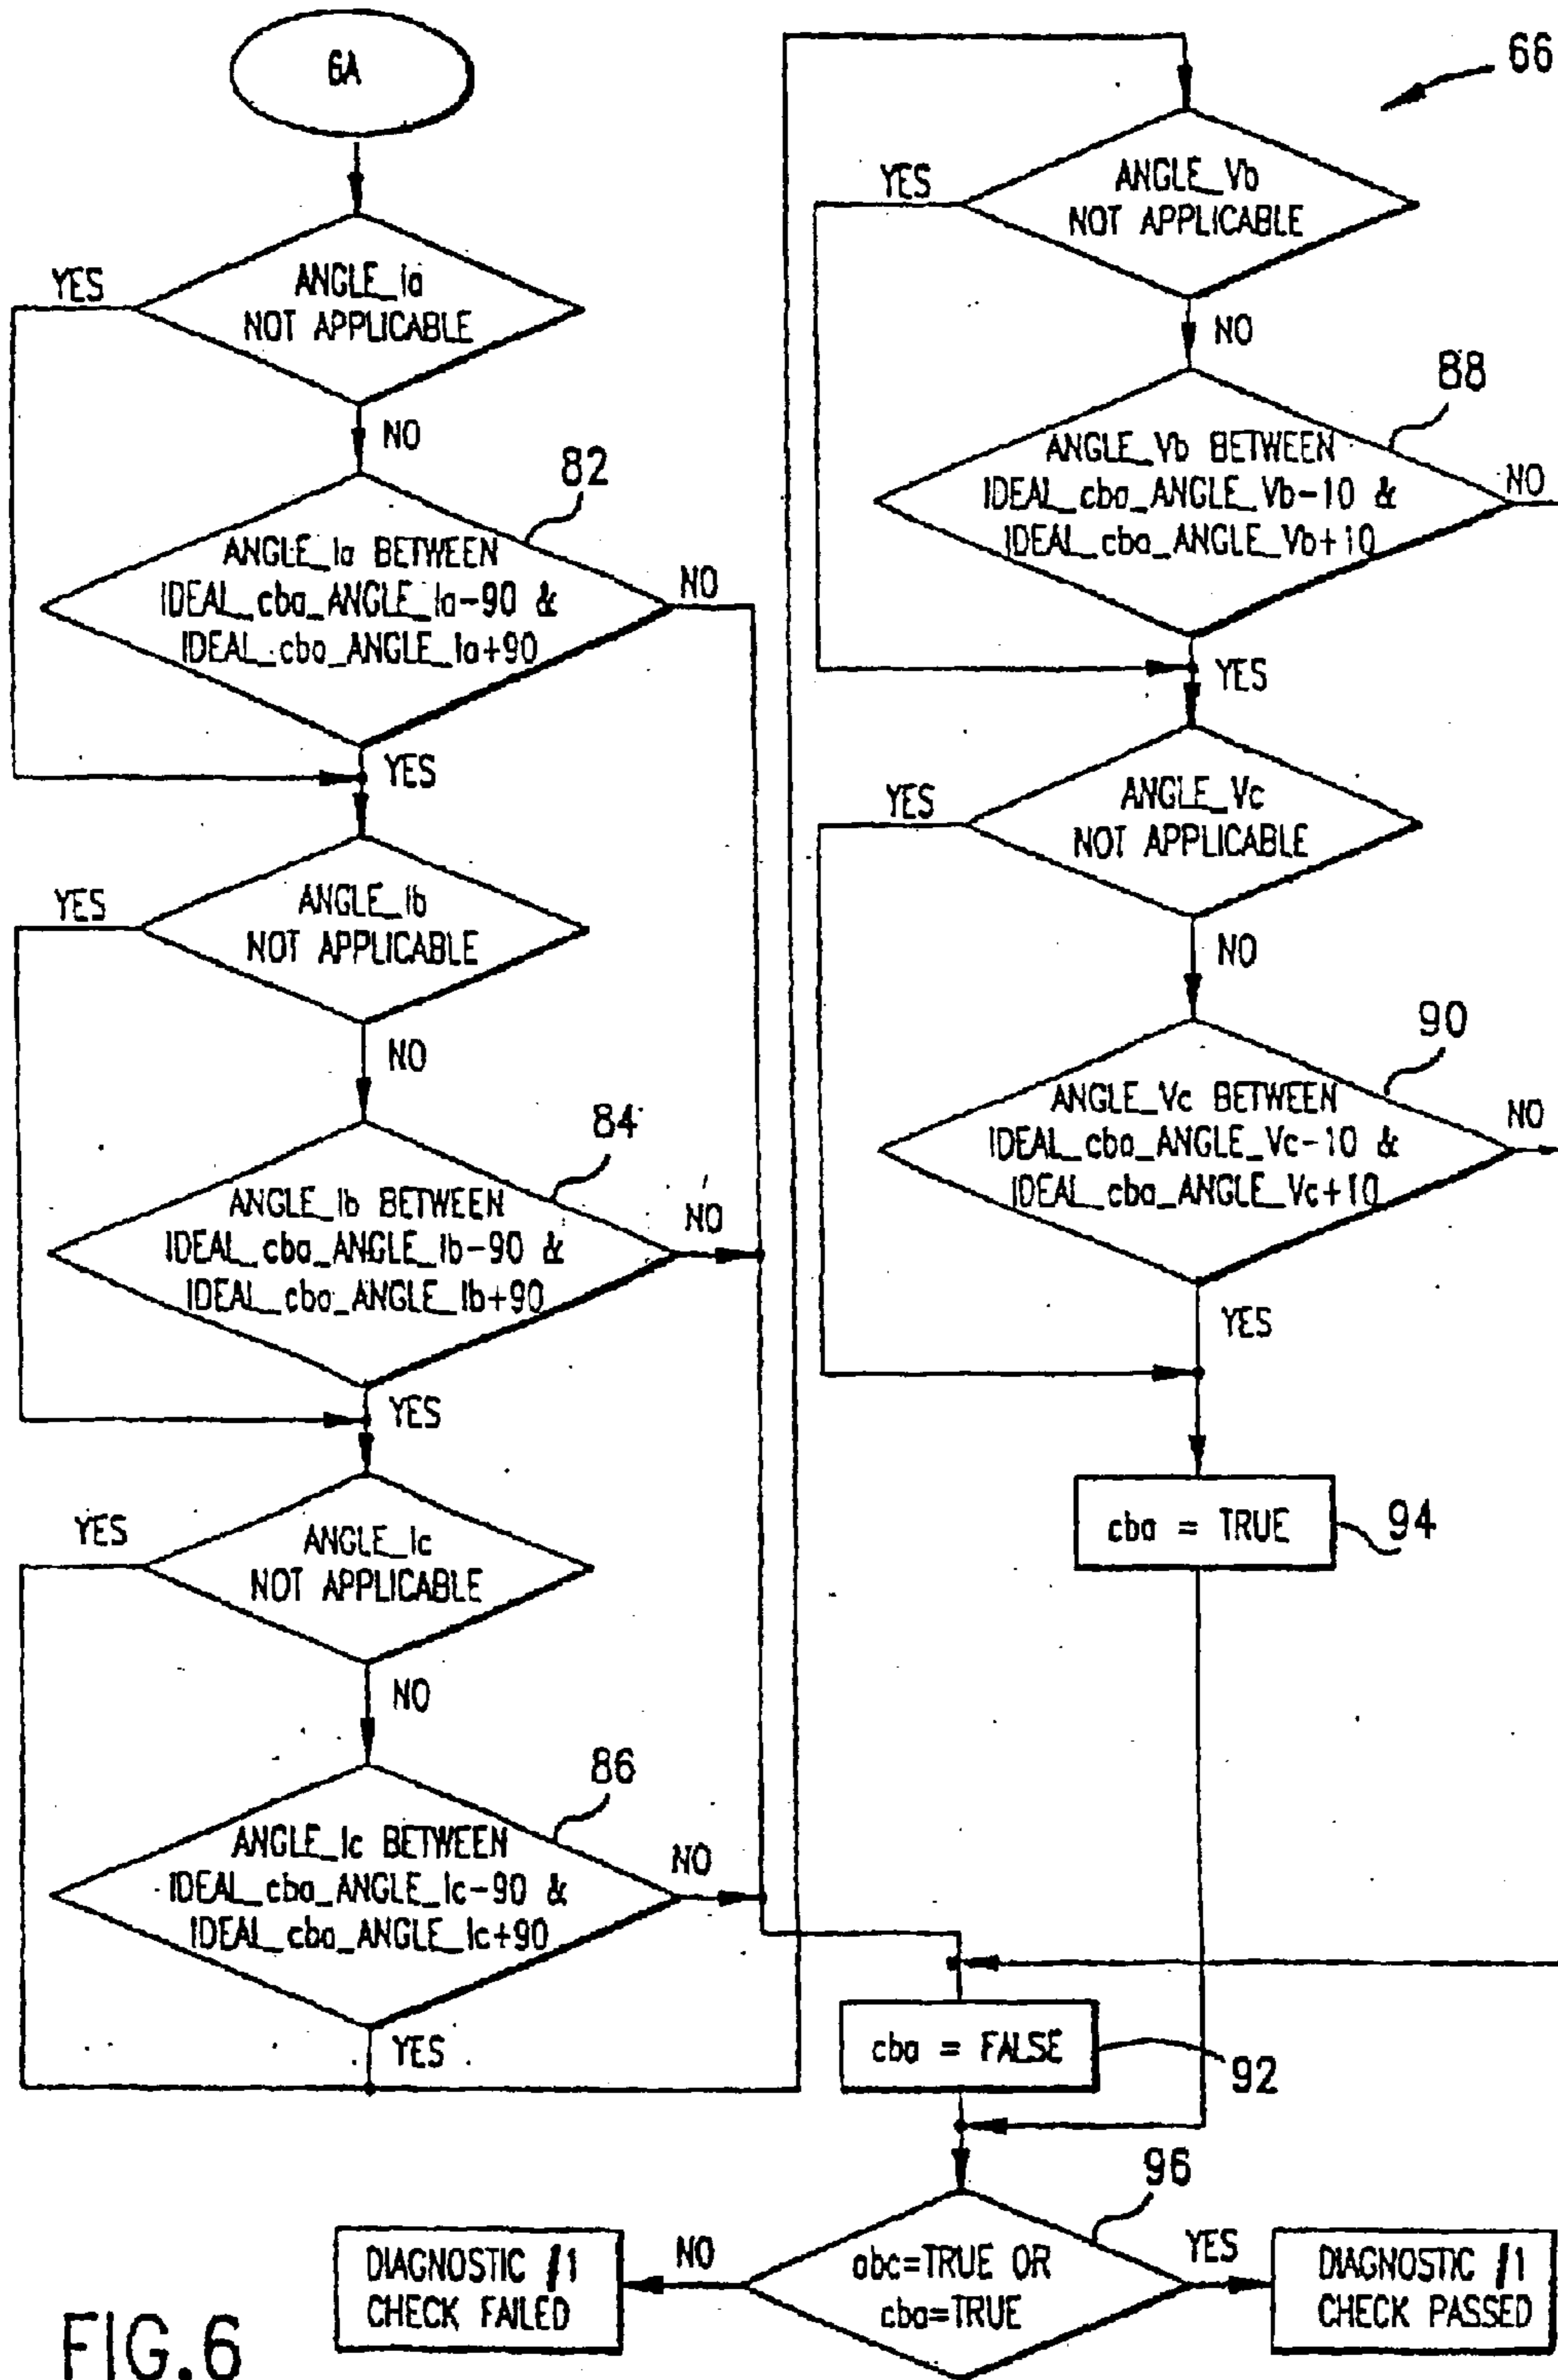 6A
ANGLE_Ia
NOT APPLICABLE
YES
NO
82
ANGLE_Ia BETWEEN
IDEAL_cba_ANGLE_Ia-90 &
IDEAL_cba_ANGLE_Ia+90
NO
YES
ANGLE_Ib
NOT APPLICABLE
YES
NO
84
ANGLE_Ib BETWEEN
IDEAL_cba_ANGLE_Ib-90 &
IDEAL_cba_ANGLE_Ib+90
NO
YES
ANGLE_Ic
NOT APPLICABLE
YES
NO
86
ANGLE_Ic BETWEEN
IDEAL_cba_ANGLE_Ic-90 &
IDEAL_cba_ANGLE_Ic+90
NO
YES
66
ANGLE_Vb
NOT APPLICABLE
YES
NO
88
ANGLE_Vb BETWEEN
IDEAL_cba_ANGLE_Vb-10 &
IDEAL_cba_ANGLE_Vb+10
NO
YES
ANGLE_Vc
NOT APPLICABLE
YES
NO
90
ANGLE_Vc BETWEEN
IDEAL_cba_ANGLE_Vc-10 &
IDEAL_cba_ANGLE_Vc+10
NO
YES
cba = TRUE
94
cba = FALSE
92
96
abc=TRUE OR
cba=TRUE
NO
YES
DIAGNOSTIC #1
CHECK FAILED
DIAGNOSTIC #1
CHECK PASSED
FIG.6